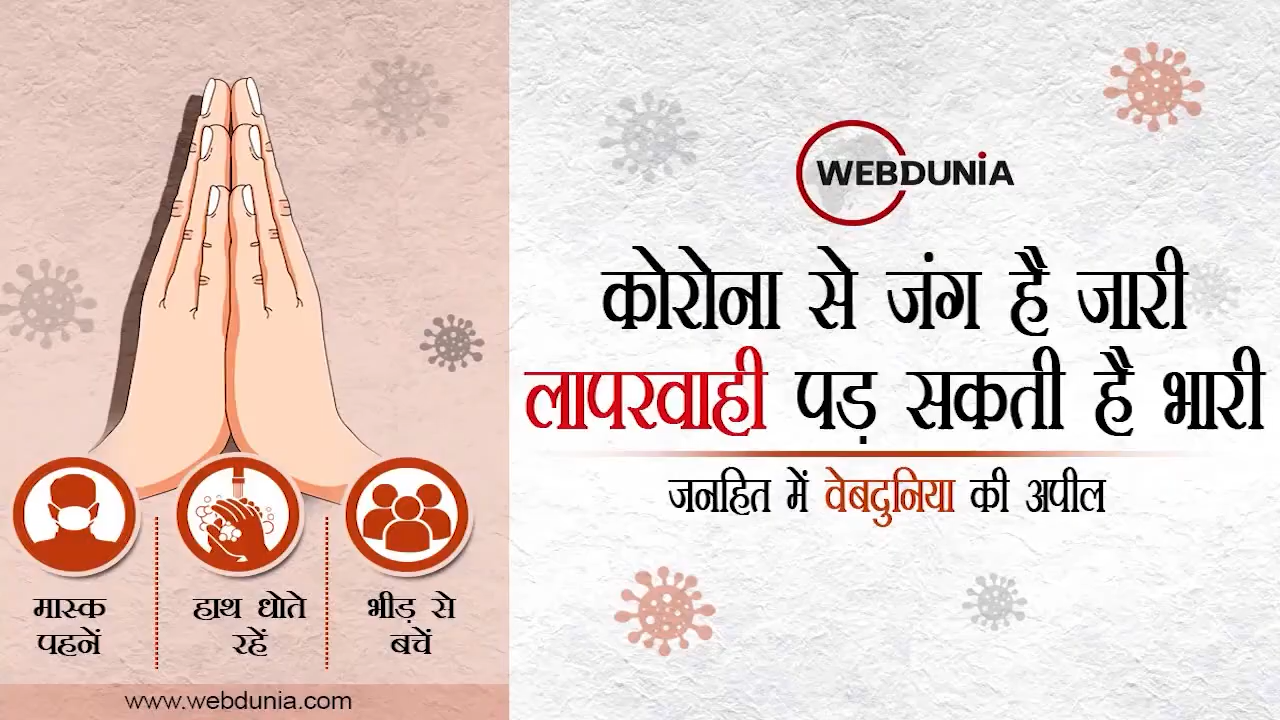 WEBDUNIA
कोरोना से जंग है जारी
लापरवाही पड़ सकती है भारी
जनहित में वेबदुनिया की अपील
मास्क
पहनें
हाथ धोते
रहें
भीड़ से
बचें
www.webdunia.com